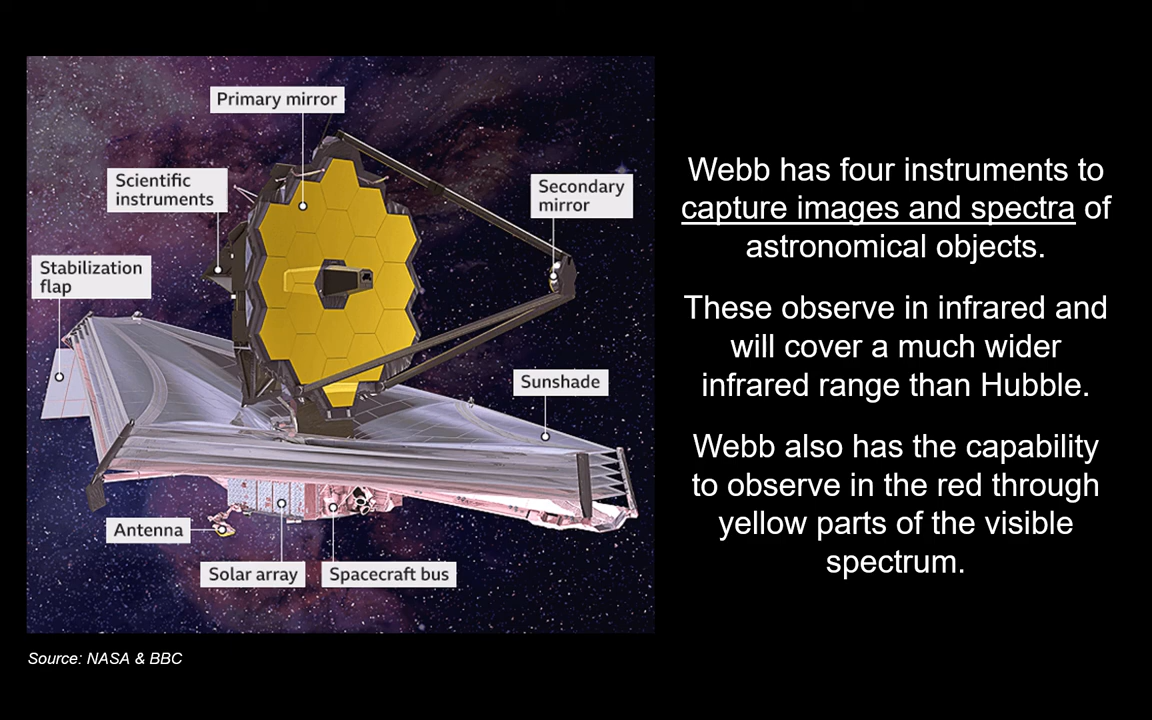 Primary mirror
Scientific
instruments
Secondary
mirror
Stabilization
flap
Sunshade
Antenna
Solar array
Spacecraft bus
Source: NASA & BBC
Webb has four instruments to
capture images and spectra of
astronomical objects.
These observe in infrared and
will cover a much wider
infrared range than Hubble.
Webb also has the capability
to observe in the red through
yellow parts of the visible
spectrum.